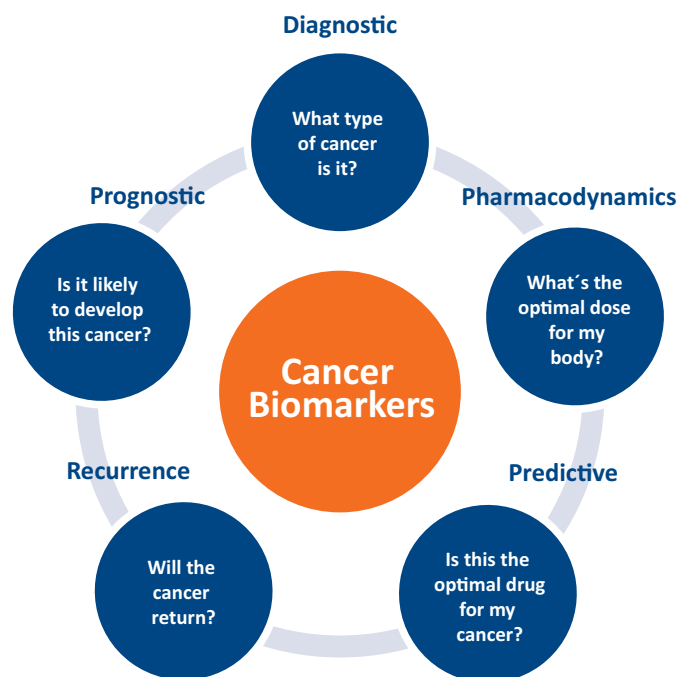 Diagnostic
What type
of cancer
is it?
Prognostic
Is it likely
to develop
this cancer?
Pharmacodynamics
What´s the
optimal dose
for my
body?
Cancer
Biomarkers
Recurrence
Will the
cancer
return?
Predictive
Is this the
optimal drug
for my
cancer?